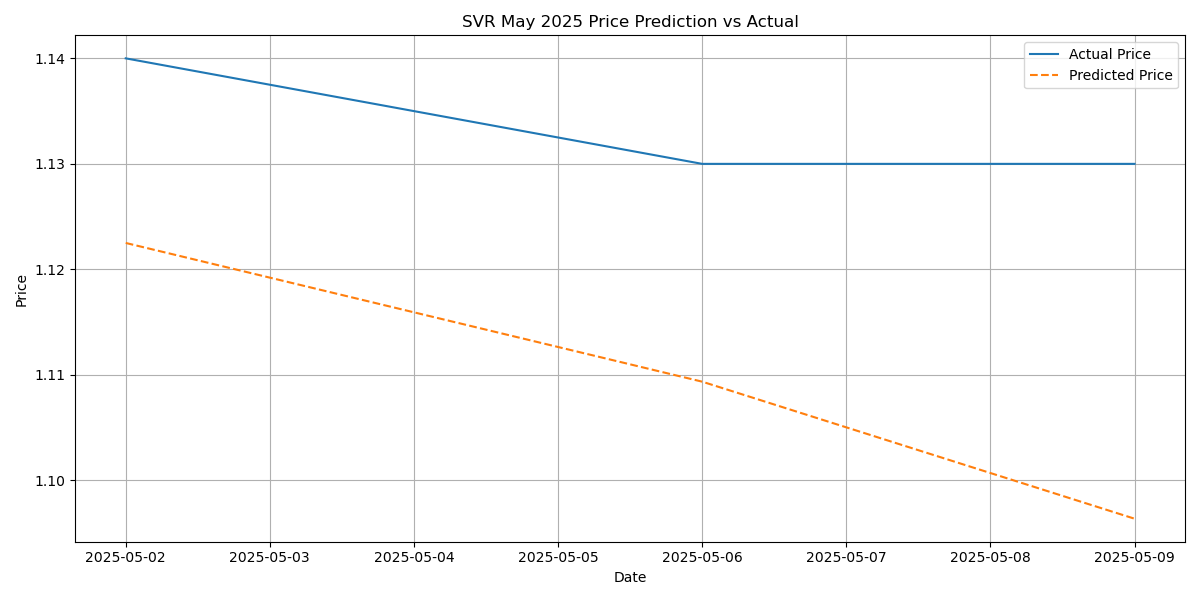 SVR May 2025 Price Prediction vs Actual
Actual Price
Predicted Price
1.14
1.13
1.12
1.11
1.10
Price
2025-05-02 2025-05-03 2025-05-04 2025-05-05 2025-05-06 2025-05-07 2025-05-08 2025-05-09
Date